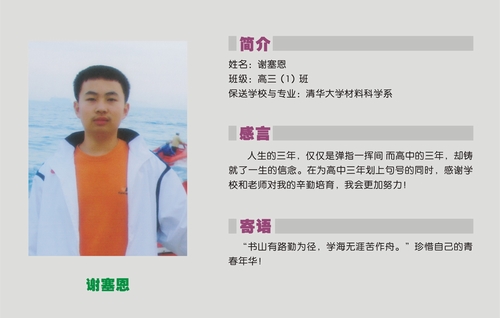 简介
姓名：谢塞恩
班级：高三（1）班
保送学校与专业：清华大学材料科学系
感言
人生的三年，仅仅是弹指一挥间 而高中的三年，却铸
就了一生的信念。在为高中三年划上句号的同时，感谢学
校和老师对我的辛勤培育，我会更加努力！
寄语
“书山有路勤为径，学海无涯苦作舟。”珍惜自己的青
春年华！
谢塞恩